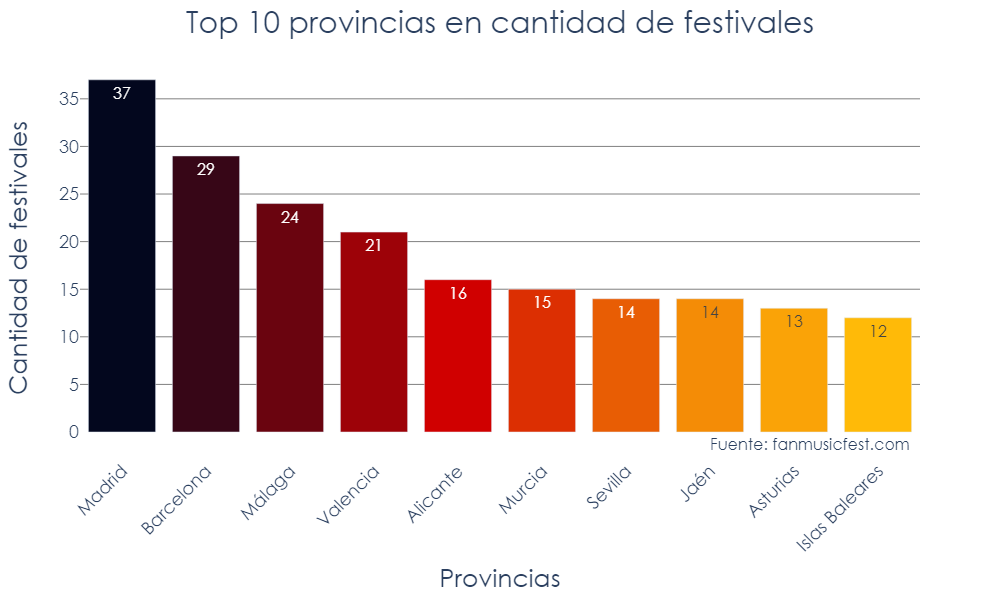 Top 10 provincias en cantidad de festivales
Cantidad de festivales
35
30
25
20
15
10
5
0
37
29
24
21
16
15
14
14
13
12
Fuente: fanmusicfest.com
Madrid
Barcelona
Málaga
Valencia
Alicante
Murcia
Sevilla
Jaén
Asturias
Islas Baleares
Provincias